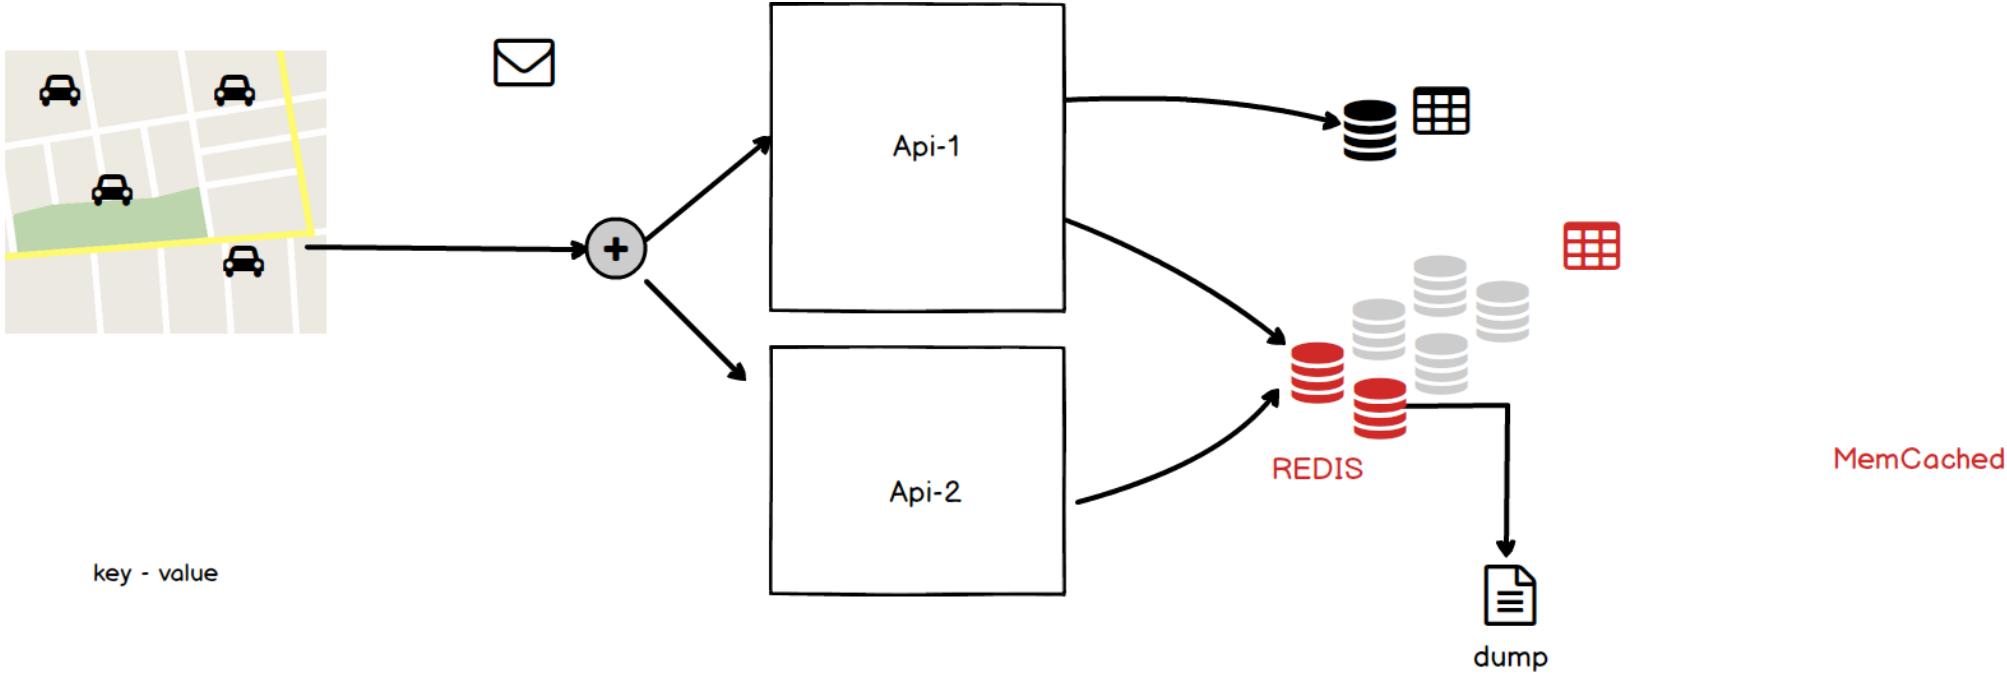 Api-1
Api-2
REDIS
MemCached
key - value
dump